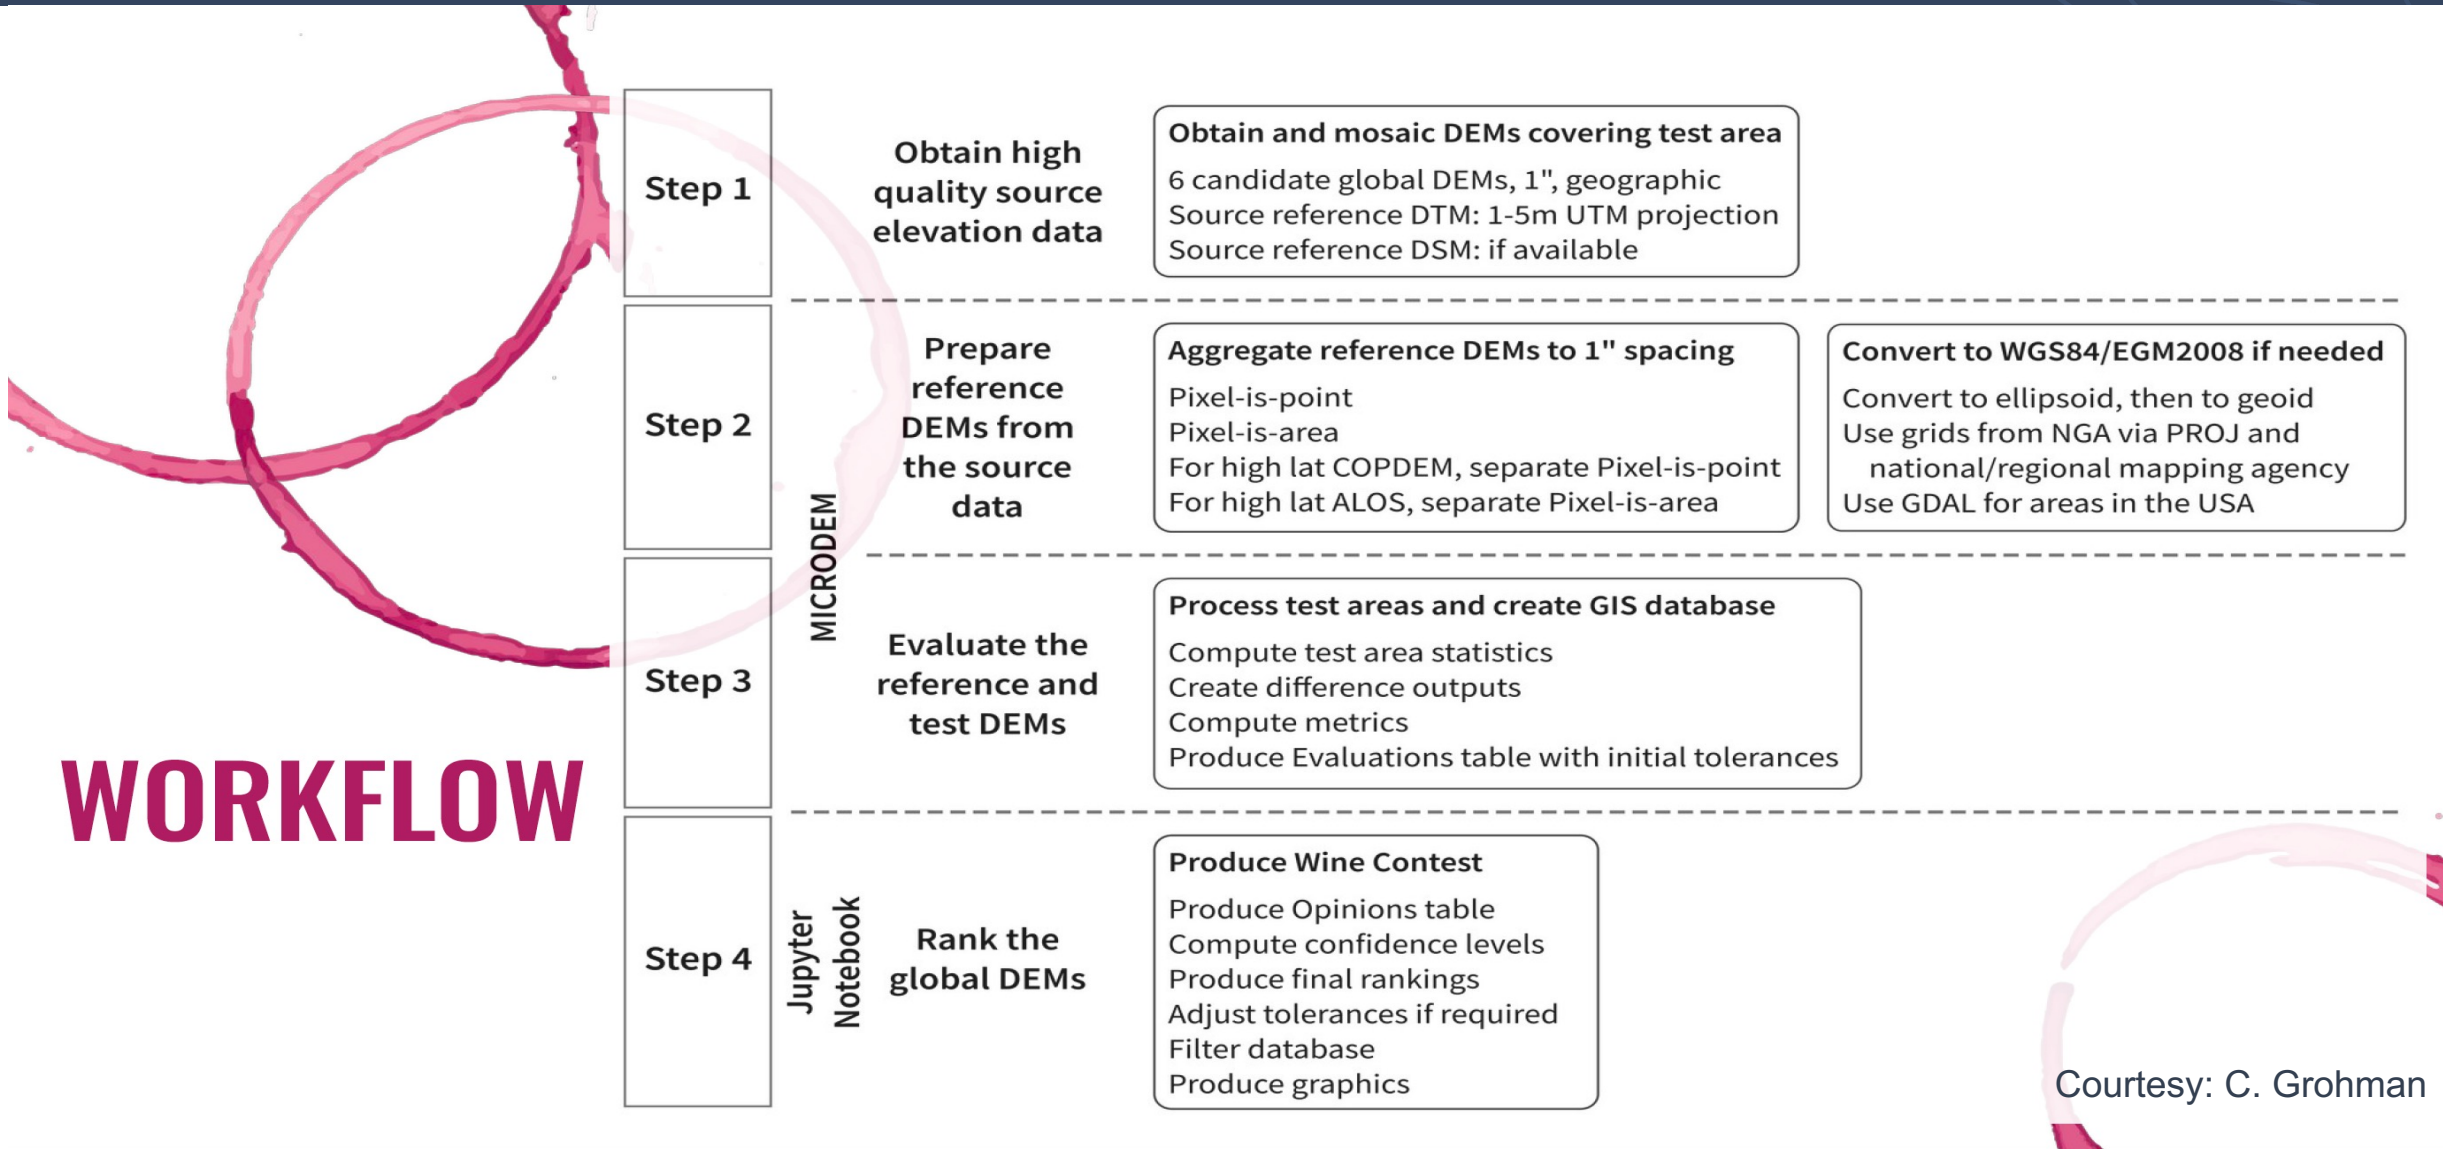 WORKFLOW
Step 1
Obtain high
quality source
elevation data
Obtain and mosaic DEMs covering test area
6 candidate global DEMs, 1", geographic
Source reference DTM: 1-5m UTM projection
Source reference DSM: if available
Step 2
MICRODEM
Prepare
reference
DEMs from
the source
data
Aggregate reference DEMs to 1" spacing
Pixel-is-point
Pixel-is-area
For high lat COPDEM, separate Pixel-is-point
For high lat ALOS, separate Pixel-is-area
Convert to WGS84/EGM2008 if needed
Convert to ellipsoid, then to geoid
Use grids from NGA via PROJ and
national/regional mapping agency
Use GDAL for areas in the USA
Step 3
Evaluate the
reference and
test DEMs
Process test areas and create GIS database
Compute test area statistics
Create difference outputs
Compute metrics
Produce Evaluations table with initial tolerances
Step 4
Jupyter
Notebook
Rank the
global DEMs
Produce Wine Contest
Produce Opinions table
Compute confidence levels
Produce final rankings
Adjust tolerances if required
Filter database
Produce graphics
Courtesy: C. Grohman